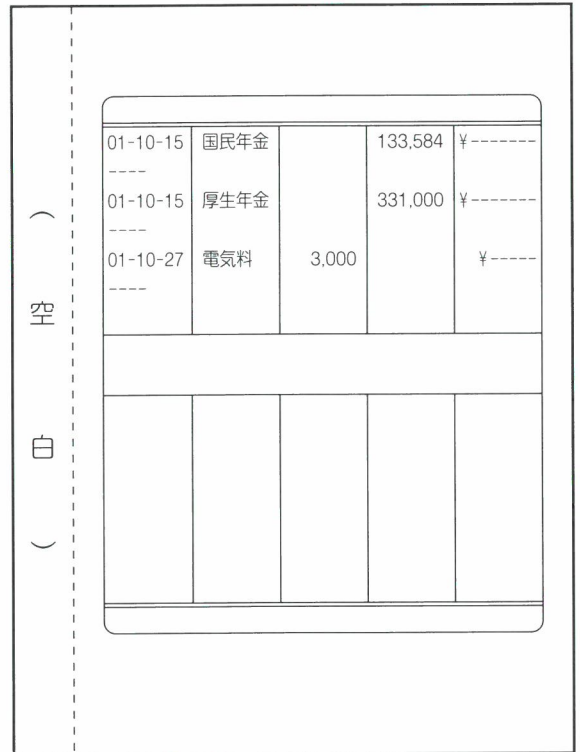 （空白）
01-10-15 国民年金 133,584 ¥-------
----
01-10-15 厚生年金 331,000 ¥-------
----
01-10-27 電気料 3,000 ¥-----
----